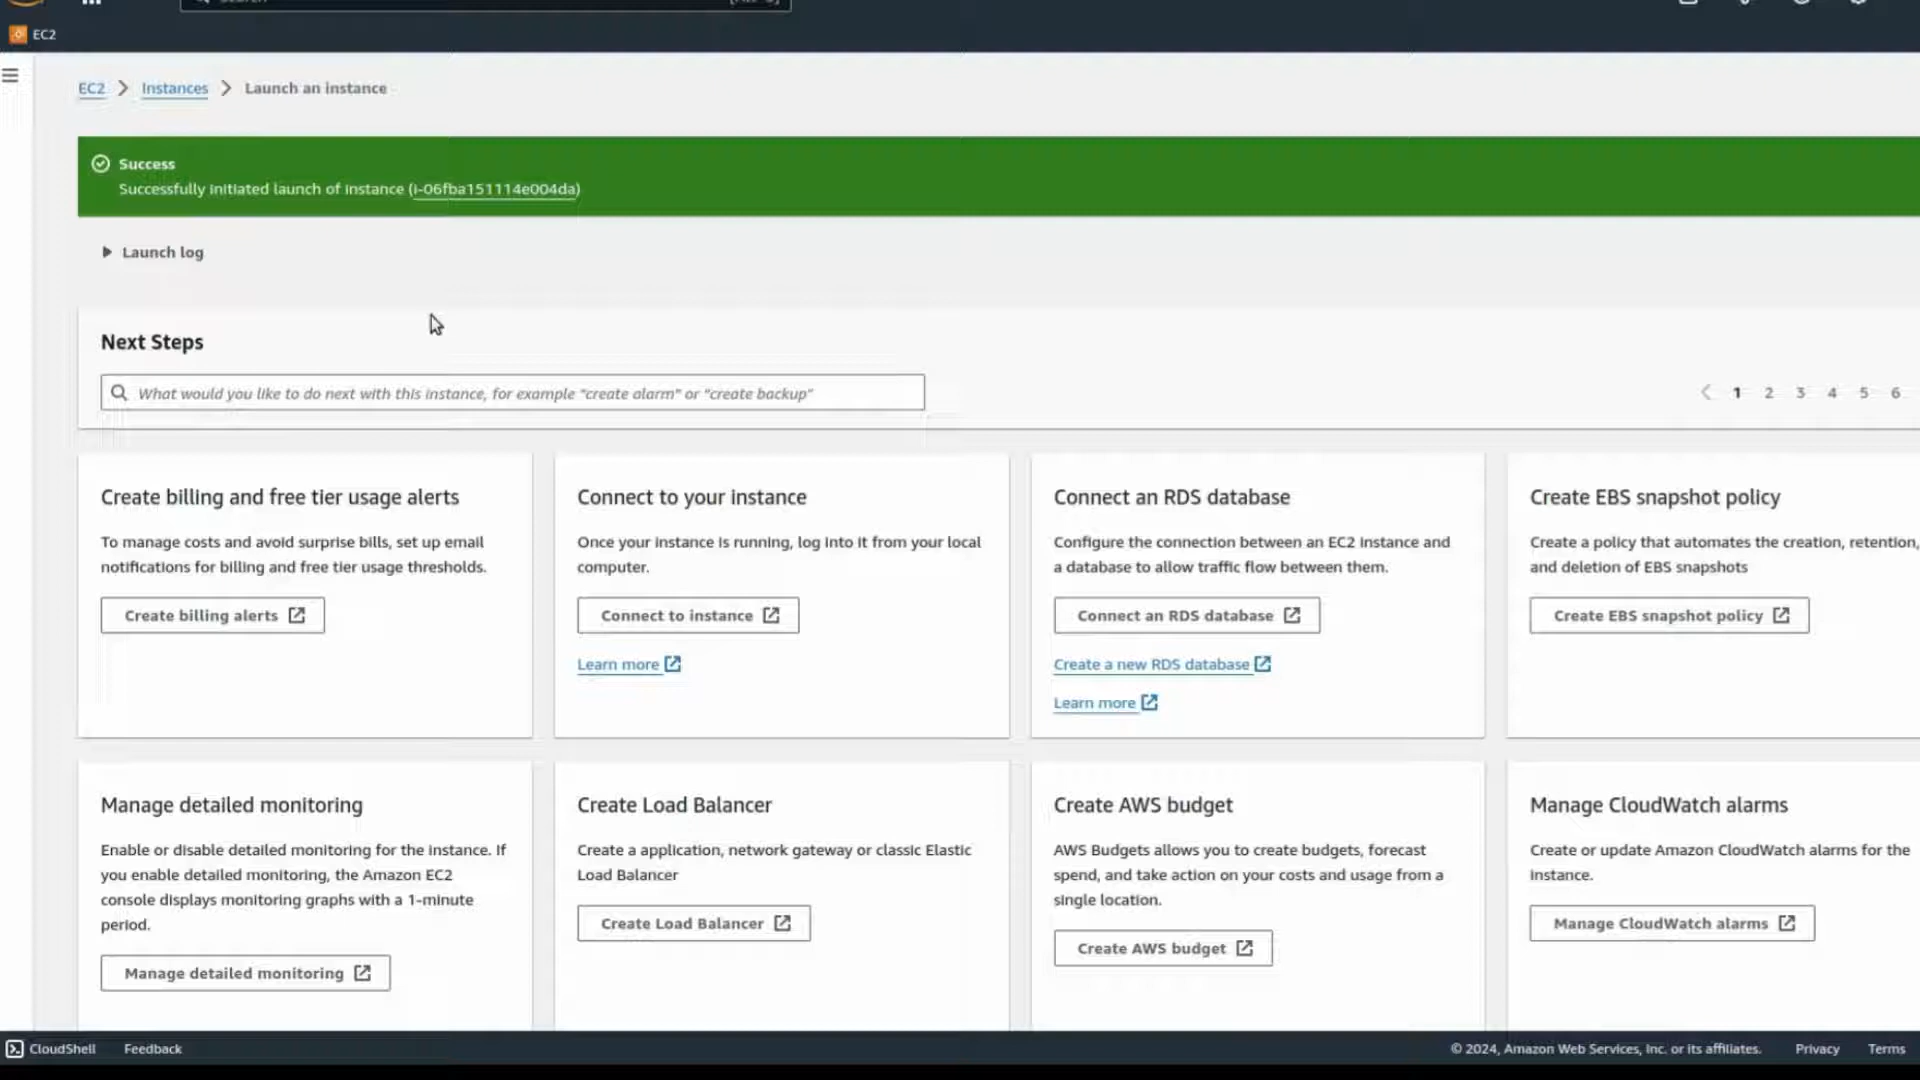 EC2
EC2 > Instances > Launch an instance
Success
Successfully initiated launch of instance (i-06fba151114e004da)
Launch log
Next Steps
What would you like to do next with this instance, for example "create alarm" or "create backup"
1 2 3 4 5 6
Create billing and free tier usage alerts
To manage costs and avoid surprise bills, set up email
notifications for billing and free tier usage thresholds.
Create billing alerts
Connect to your instance
Once your instance is running, log into it from your local
computer.
Connect to instance
Learn more
Connect an RDS database
Configure the connection between an EC2 instance and
a database to allow traffic flow between them.
Connect an RDS database
Create a new RDS database
Learn more
Create EBS snapshot policy
Create a policy that automates the creation, retention,
and deletion of EBS snapshots
Create EBS snapshot policy
Manage detailed monitoring
Enable or disable detailed monitoring for the instance. If
you enable detailed monitoring, the Amazon EC2
console displays monitoring graphs with a 1-minute
period.
Manage detailed monitoring
Create Load Balancer
Create a application, network gateway or classic Elastic
Load Balancer
Create Load Balancer
Create AWS budget
AWS Budgets allows you to create budgets, forecast
spend, and take action on your costs and usage from a
single location.
Create AWS budget
Manage CloudWatch alarms
Create or update Amazon CloudWatch alarms for the
instance.
Manage CloudWatch alarms
CloudShell Feedback © 2024, Amazon Web Services, Inc. or its affiliates. Privacy Terms